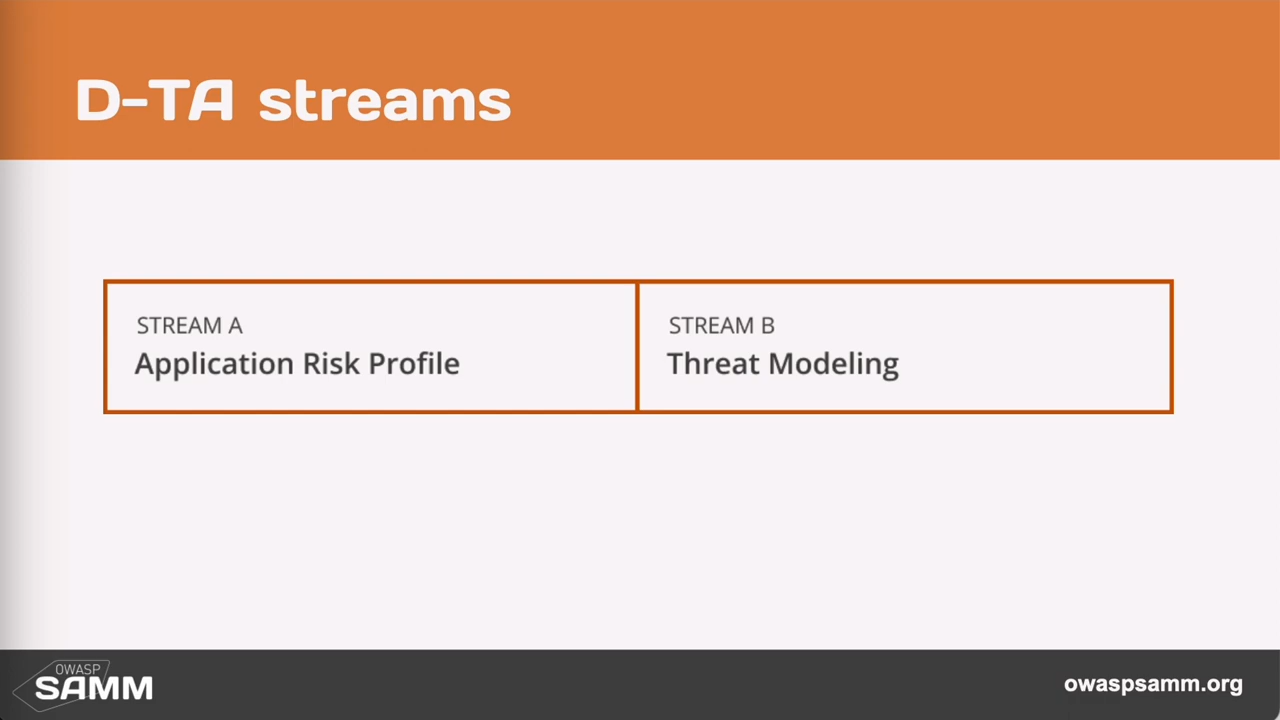 D-TA streams
STREAM A
Application Risk Profile
STREAM B
Threat Modeling
OWASP
SAMM
owaspsamm.org